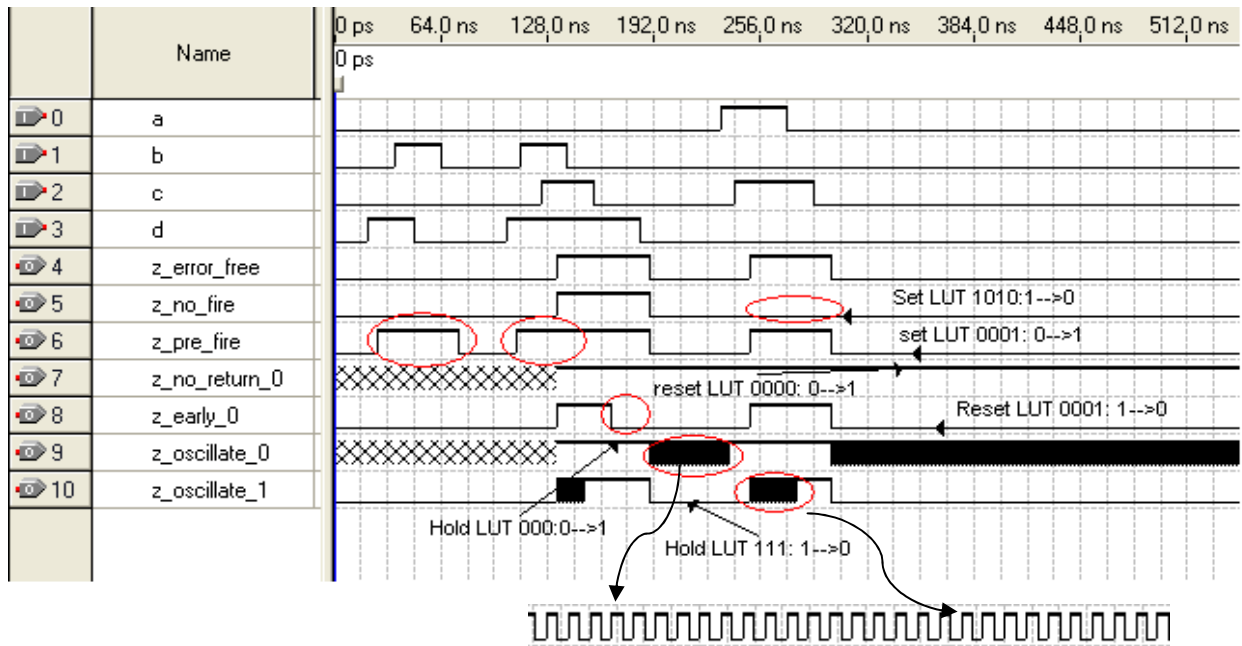 Name
0 ps 64.0 ns 128.0 ns 192.0 ns 256.0 ns 320.0 ns 384.0 ns 448.0 ns 512.0 ns
0 ps
0 a
1 b
2 c
3 d
4 z_error_free
5 z_no_fire
Set LUT 1010:1-->0
6 z_pre_fire
set LUT 0001: 0-->1
7 z_no_return_0
reset LUT 0000: 0-->1
8 z_early_0
Reset LUT 0001: 1-->0
9 z_oscillate_0
10 z_oscillate_1
Hold LUT 000:0-->1
Hold LUT 111: 1-->0